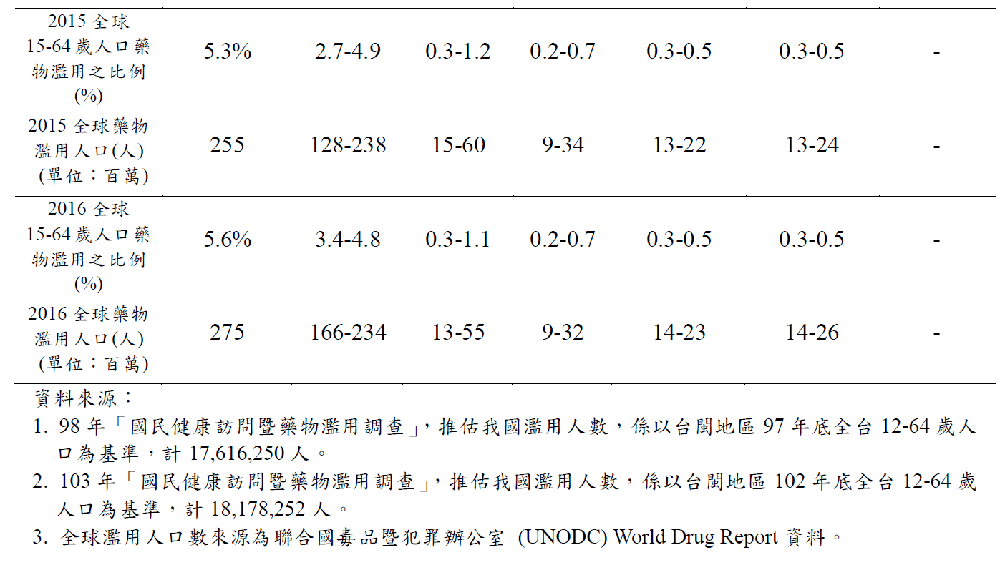 2015 全球
15-64 歲人口藥
物濫用之比例
(%)
5.3% 2.7-4.9 0.3-1.2 0.2-0.7 0.3-0.5 0.3-0.5 -
2015 全球藥物
濫用人口(人)
(單位：百萬)
255 128-238 15-60 9-34 13-22 13-24 -
2016 全球
15-64 歲人口藥
物濫用之比例
(%)
5.6% 3.4-4.8 0.3-1.1 0.2-0.7 0.3-0.5 0.3-0.5 -
2016 全球藥物
濫用人口(人)
(單位：百萬)
275 166-234 13-55 9-32 14-23 14-26 -
資料來源：
1. 98 年「國民健康訪問暨藥物濫用調查」，推估我國濫用人數，係以台閩地區 97 年底全台 12-64 歲人
口為基準，計 17,616,250 人。
2. 103 年「國民健康訪問暨藥物濫用調查」，推估我國濫用人數，係以台閩地區 102 年底全台 12-64 歲
人口為基準，計 18,178,252 人。
3. 全球濫用人口數來源為聯合國毒品暨犯罪辦公室 (UNODC) World Drug Report 資料。